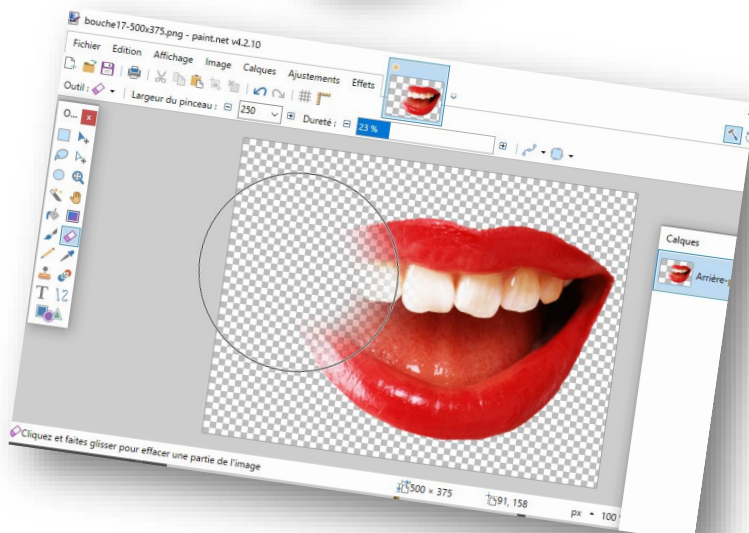 bouche17-500x375.png - paint.net v4.2.10
Fichier Edition Affichage Image Calques Ajustements Effets
Outil : Largeur du pinceau : 250 Dureté : 23 %
O...
Calques
Arrière-
T 12
Cliquez et faites glisser pour effacer une partie de l'image
500 × 375 91, 158 px 100